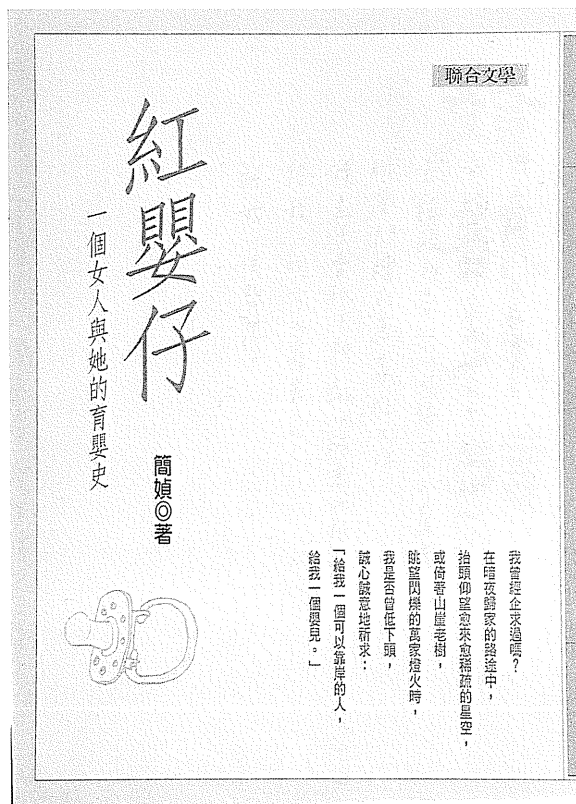 聯合文學
紅嬰仔
一個女人與她的育嬰史
簡媜◎著
我曾經企求過嗎？
在暗夜歸家的路途中，
抬頭仰望愈來愈稀疏的星空，
或倚著山崖老樹，
眺望閃爍的萬家燈火時，
我是否曾低下頭，
誠心誠意地祈求：
「給我一個可以靠岸的人，
給我一個嬰兒。」